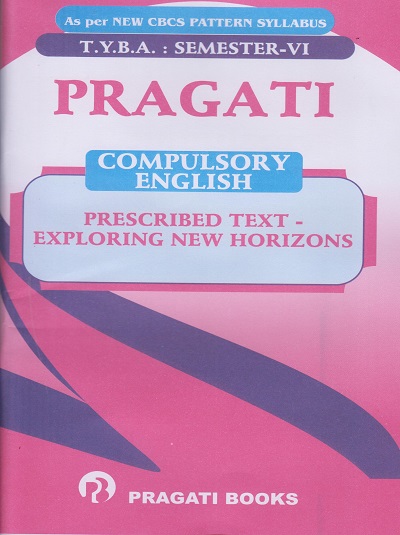 As per NEW CBCS PATTERN SYLLABUS
T.Y.B.A. : SEMESTER-VI
PRAGATI
COMPULSORY
ENGLISH
PRESCRIBED TEXT -
EXPLORING NEW HORIZONS
PRAGATI BOOKS